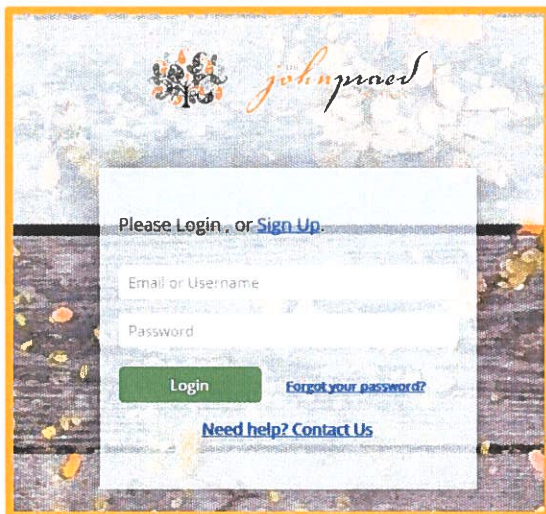 john praed
Please Login , or Sign Up.
Email or Username
Password
Login Forgot your password?
Need help? Contact Us